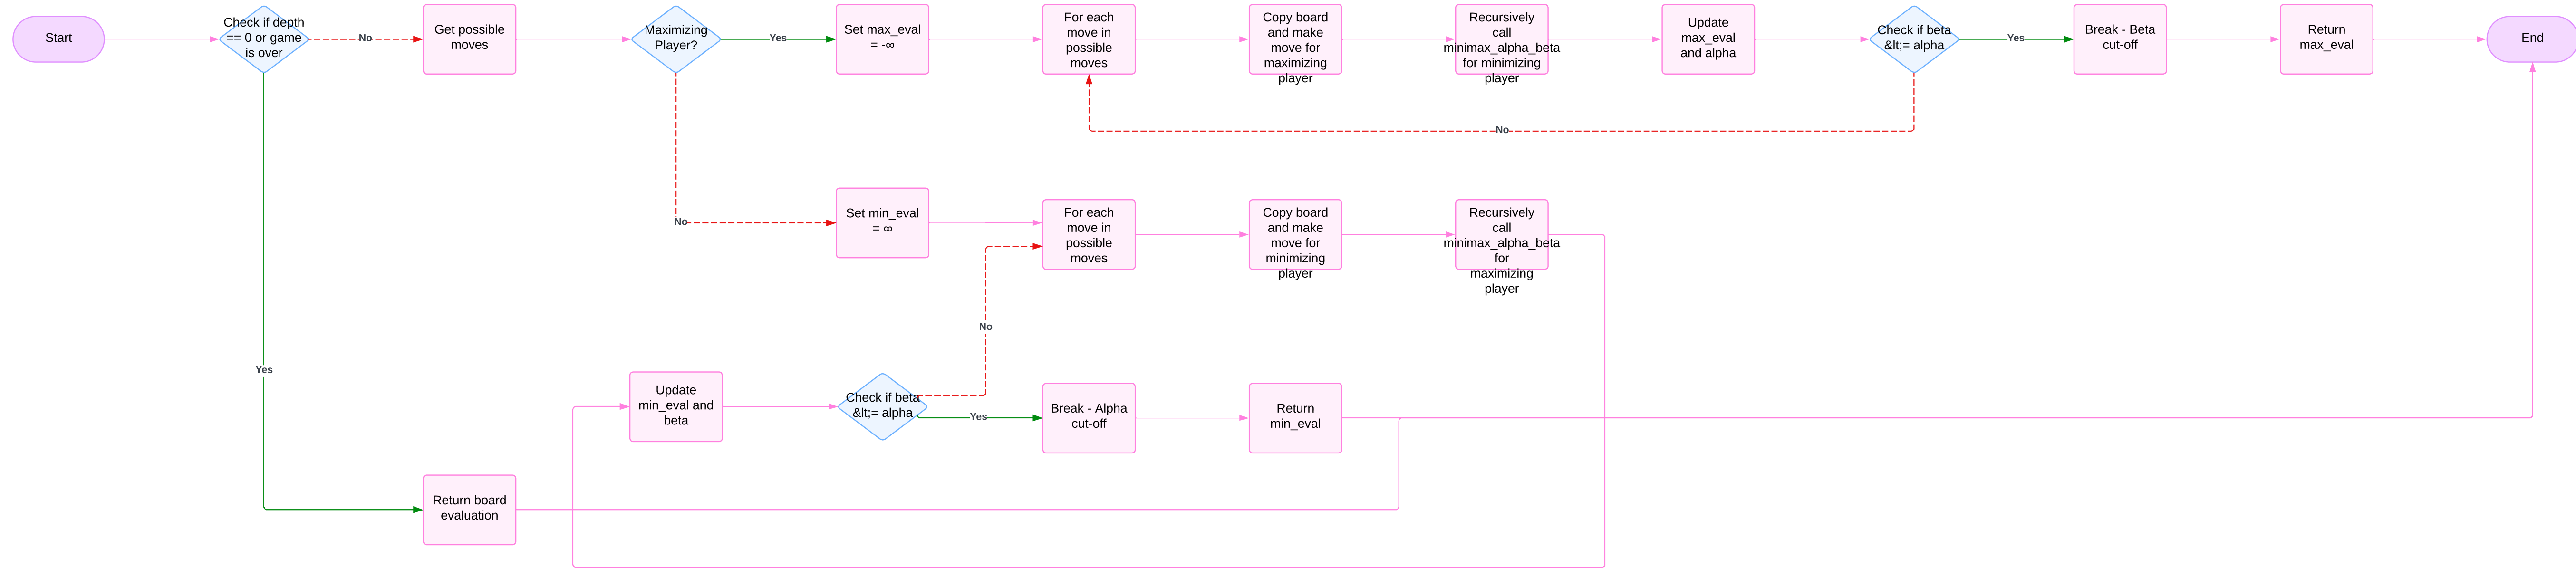 Start
Check if depth
== 0 or game
is over
No
Get possible
moves
Maximizing
Player?
Yes
Set max_eval
= -∞
For each
move in
possible
moves
Copy board
and make
move for
maximizing
player
Recursively
call
minimax_alpha_beta
for minimizing
player
Update
max_eval
and alpha
Check if beta
&lt;= alpha
Yes
Break - Beta
cut-off
Return
max_eval
End
No
No
Set min_eval
= ∞
For each
move in
possible
moves
Copy board
and make
move for
minimizing
player
Recursively
call
minimax_alpha_beta
for
maximizing
player
No
Yes
Update
min_eval and
beta
Check if beta
&lt;= alpha
Yes
Break - Alpha
cut-off
Return
min_eval
Return board
evaluation